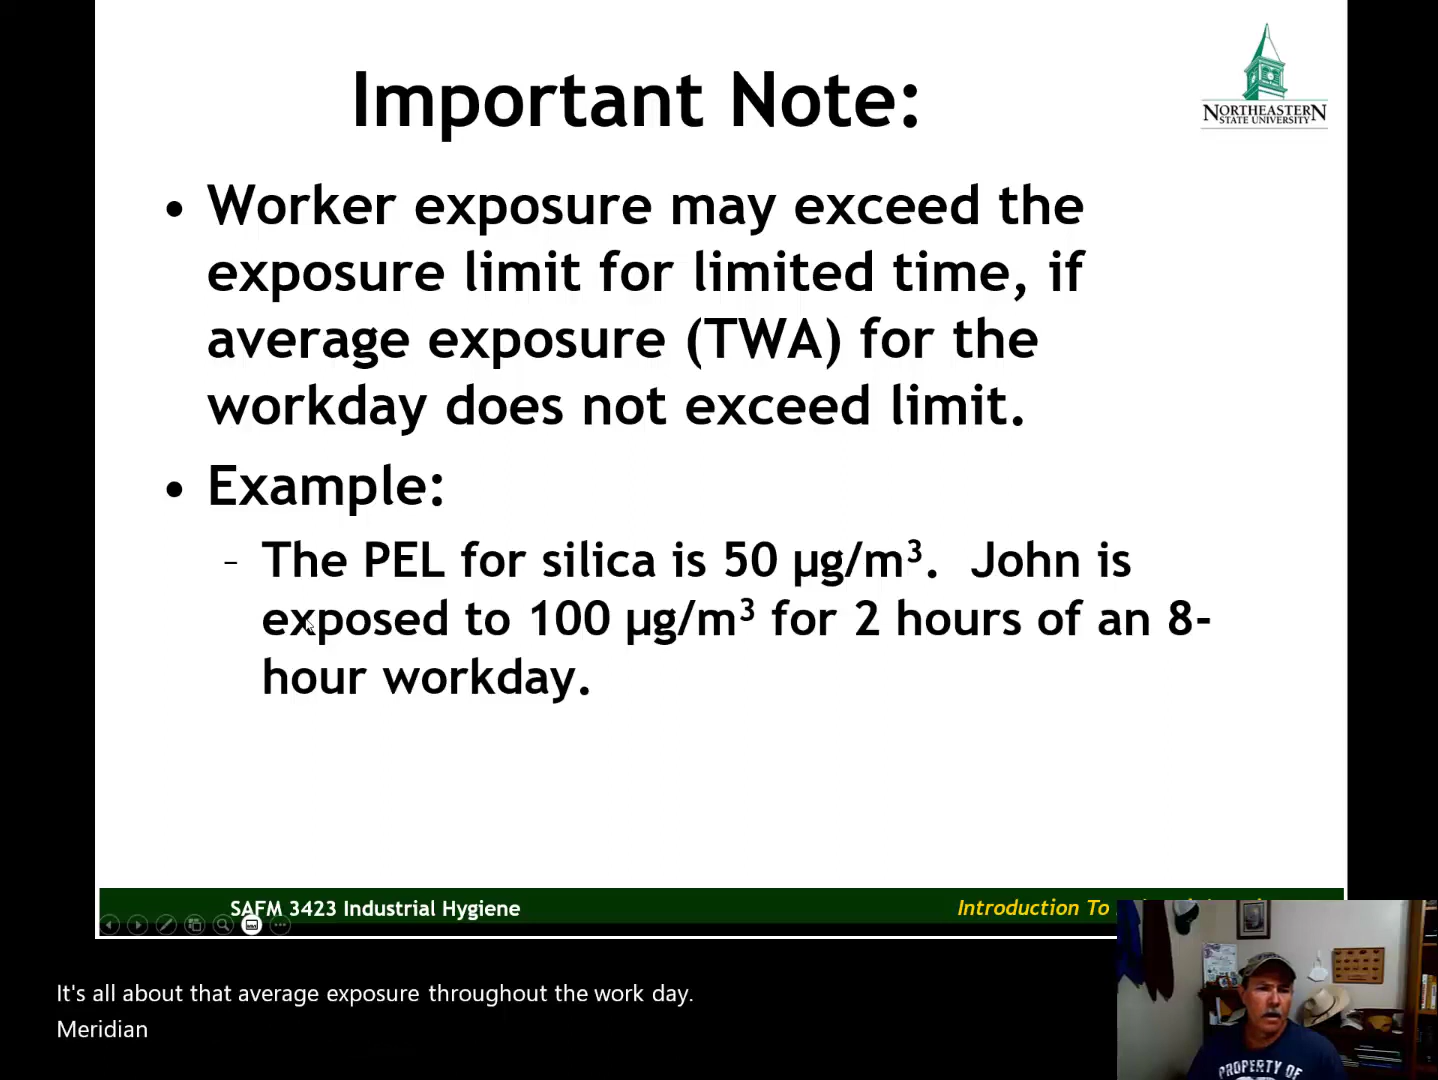 Important Note:
NORTHEASTERN
STATE UNIVERSITY
• Worker exposure may exceed the
exposure limit for limited time, if
average exposure (TWA) for the
workday does not exceed limit.
• Example:
– The PEL for silica is 50 µg/m³. John is
exposed to 100 µg/m³ for 2 hours of an 8-
hour workday.
SAFM 3423 Industrial Hygiene
Introduction To
It's all about that average exposure throughout the work day.
Meridian
PROPERTY OF